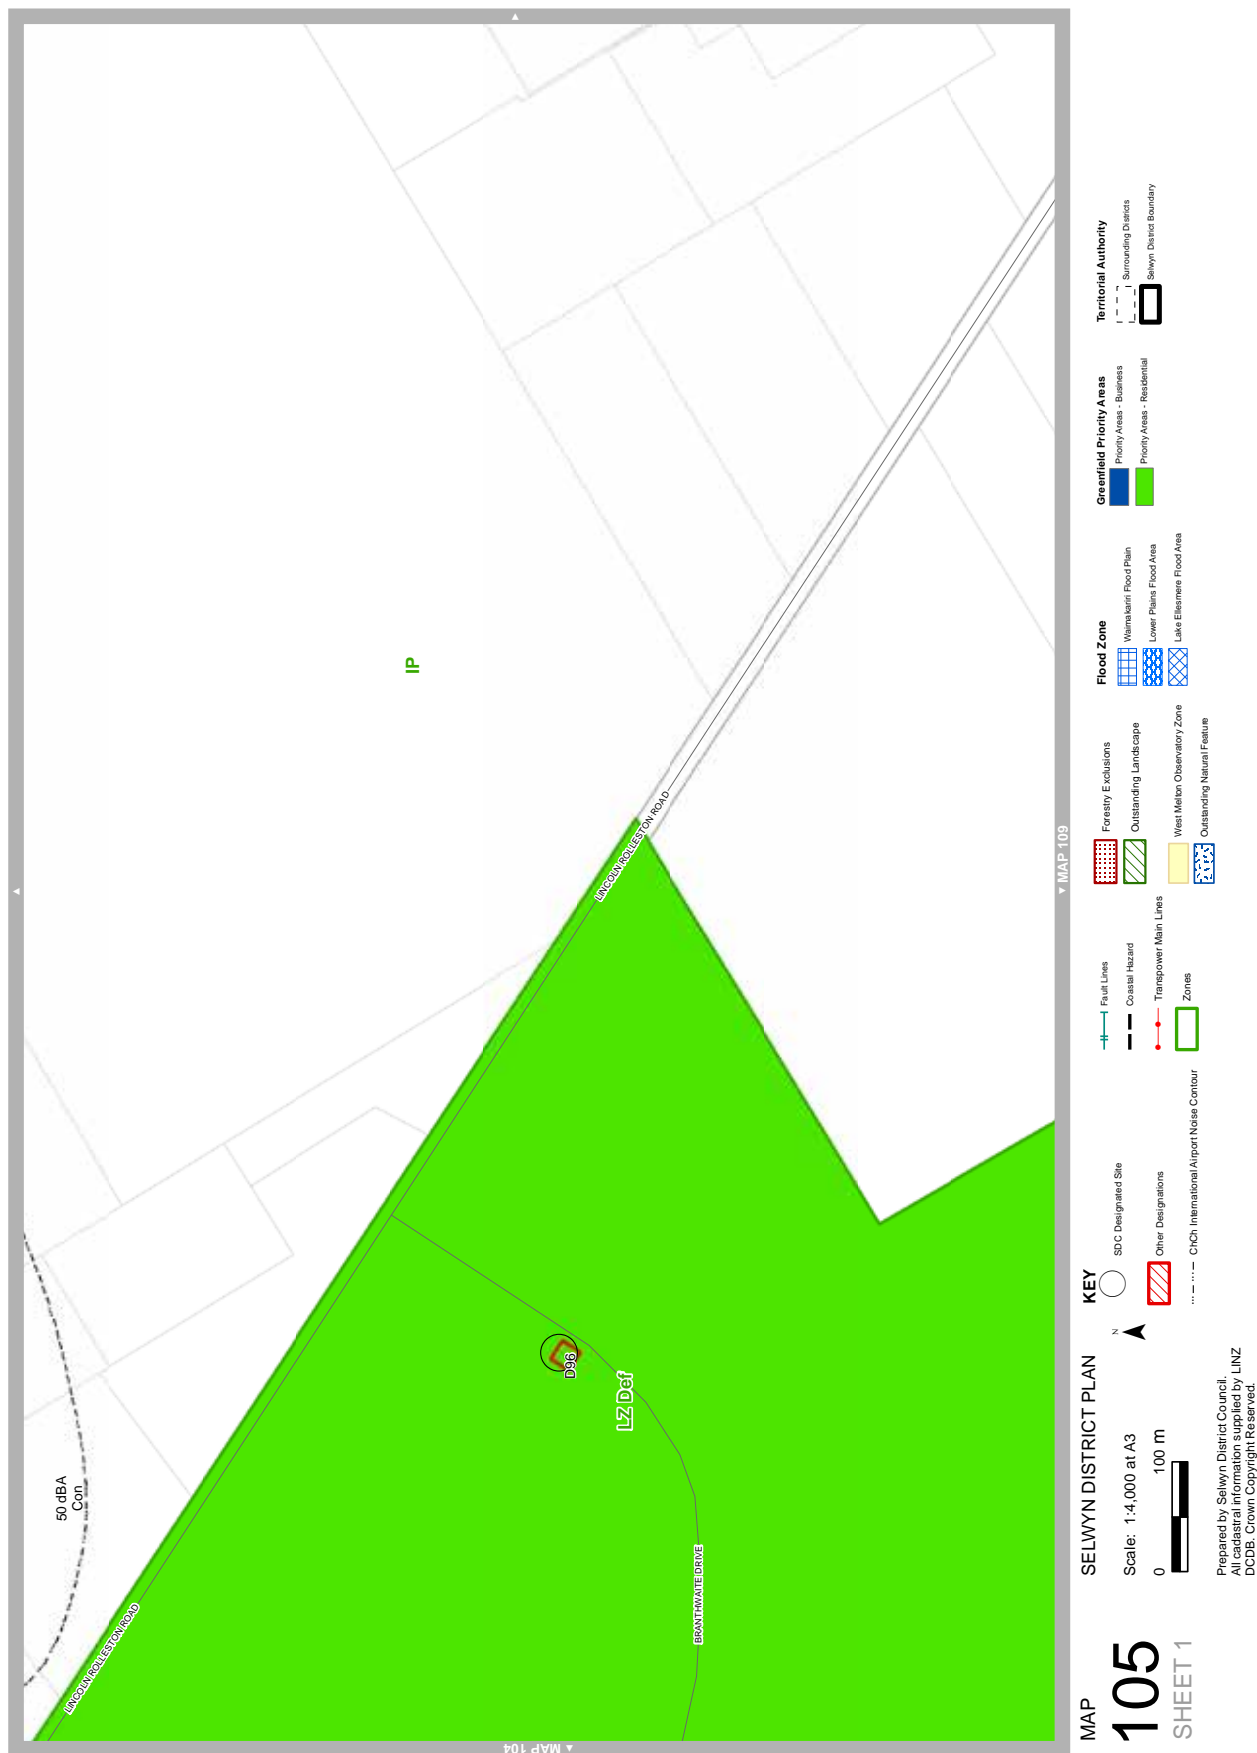 50 dBA
Con
LINCOLN ROLLESTON ROAD
IP
LINCOLN ROLLESTON ROAD
D96
LZ Def
BRANTHWAITE DRIVE
MAP 104
MAP 109
MAP
105
SHEET 1
SELWYN DISTRICT PLAN
Scale: 1:4,000 at A3
0 100 m
Prepared by Selwyn District Council.
All cadastral information supplied by LINZ
DCDB. Crown Copyright Reserved.
N
KEY
SDC Designated Site
Other Designations
ChCh International Airport Noise Contour
Fault Lines
Coastal Hazard
Transpower Main Lines
Zones
Forestry Exclusions
Outstanding Landscape
West Melton Observatory Zone
Outstanding Natural Feature
Flood Zone
Waimakariri Flood Plain
Lower Plains Flood Area
Lake Ellesmere Flood Area
Greenfield Priority Areas
Priority Areas - Business
Priority Areas - Residential
Territorial Authority
Surrounding Districts
Selwyn District Boundary